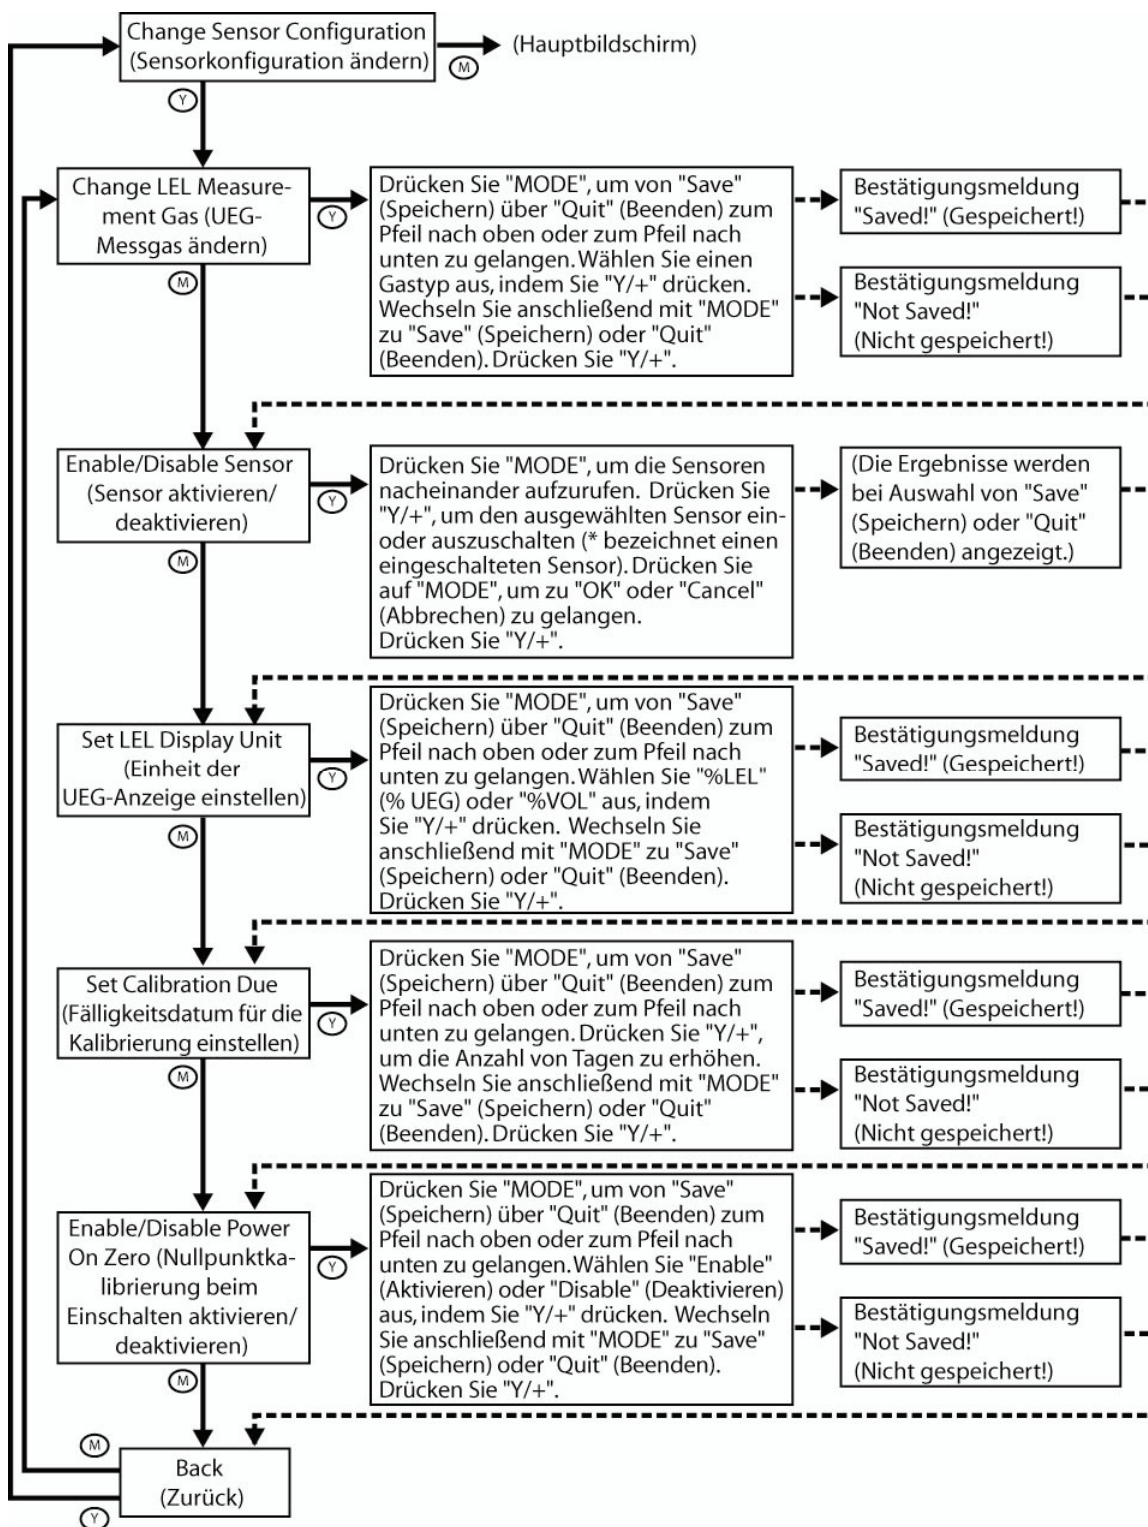 Change Sensor Configuration
(Sensorkonfiguration ändern)
(Hauptbildschirm)
M
Y
Change LEL Measure-
ment Gas (UEG-
Messgas ändern)
Y
M
Drücken Sie "MODE", um von "Save"
(Speichern) über "Quit" (Beenden) zum
Pfeil nach oben oder zum Pfeil nach
unten zu gelangen. Wählen Sie einen
Gastyp aus, indem Sie "Y/+" drücken.
Wechseln Sie anschließend mit "MODE"
zu "Save" (Speichern) oder "Quit"
(Beenden). Drücken Sie "Y/+".
Bestätigungsmeldung
"Saved!" (Gespeichert!)
Bestätigungsmeldung
"Not Saved!"
(Nicht gespeichert!)
Enable/Disable Sensor
(Sensor aktivieren/
deaktivieren)
Y
M
Drücken Sie "MODE", um die Sensoren
nacheinander aufzurufen. Drücken Sie
"Y/+", um den ausgewählten Sensor ein-
oder auszuschalten (* bezeichnet einen
eingeschalteten Sensor). Drücken Sie
auf "MODE", um zu "OK" oder "Cancel"
(Abbrechen) zu gelangen.
Drücken Sie "Y/+".
(Die Ergebnisse werden
bei Auswahl von "Save"
(Speichern) oder "Quit"
(Beenden) angezeigt.)
Set LEL Display Unit
(Einheit der
UEG-Anzeige einstellen)
Y
M
Drücken Sie "MODE", um von "Save"
(Speichern) über "Quit" (Beenden) zum
Pfeil nach oben oder zum Pfeil nach
unten zu gelangen. Wählen Sie "%LEL"
(% UEG) oder "%VOL" aus, indem
Sie "Y/+" drücken. Wechseln Sie
anschließend mit "MODE" zu "Save"
(Speichern) oder "Quit" (Beenden).
Drücken Sie "Y/+".
Bestätigungsmeldung
"Saved!" (Gespeichert!)
Bestätigungsmeldung
"Not Saved!"
(Nicht gespeichert!)
Set Calibration Due
(Fälligkeitsdatum für die
Kalibrierung einstellen)
Y
M
Drücken Sie "MODE", um von "Save"
(Speichern) über "Quit" (Beenden) zum
Pfeil nach oben oder zum Pfeil nach
unten zu gelangen. Drücken Sie "Y/+",
um die Anzahl von Tagen zu erhöhen.
Wechseln Sie anschließend mit "MODE"
zu "Save" (Speichern) oder "Quit"
(Beenden). Drücken Sie "Y/+".
Bestätigungsmeldung
"Saved!" (Gespeichert!)
Bestätigungsmeldung
"Not Saved!"
(Nicht gespeichert!)
Enable/Disable Power
On Zero (Nullpunktka-
librierung beim
Einschalten aktivieren/
deaktivieren)
Y
M
Drücken Sie "MODE", um von "Save"
(Speichern) über "Quit" (Beenden) zum
Pfeil nach oben oder zum Pfeil nach
unten zu gelangen. Wählen Sie "Enable"
(Aktivieren) oder "Disable" (Deaktivieren)
aus, indem Sie "Y/+" drücken. Wechseln
Sie anschließend mit "MODE" zu "Save"
(Speichern) oder "Quit" (Beenden).
Drücken Sie "Y/+".
Bestätigungsmeldung
"Saved!" (Gespeichert!)
Bestätigungsmeldung
"Not Saved!"
(Nicht gespeichert!)
M
Back
(Zurück)
Y